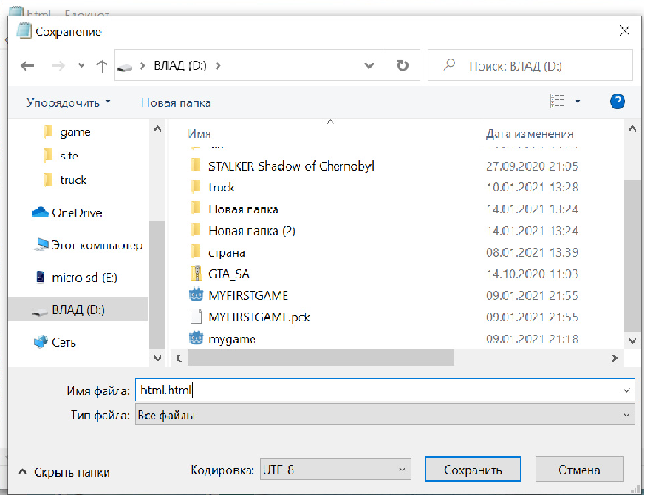 html – Блокнот
Сохранение
ВЛАД (D:)
Поиск: ВЛАД (D:)
Упорядочить
Новая папка
Имя
Дата изменения
game
site
truck
OneDrive
Этот компьютер
micro sd (E:)
ВЛАД (D:)
Сеть
STALKER Shadow of Chernobyl
27.09.2020 21:05
truck
10.01.2021 13:28
Новая папка
14.01.2021 13:24
Новая папка (2)
14.01.2021 13:24
страна
08.01.2021 13:39
GTA_SA
14.10.2020 11:03
MYFIRSTGAME
09.01.2021 21:55
MYFIRSTGAME.pck
09.01.2021 21:55
mygame
09.01.2021 21:18
Имя файла:
html.html
Тип файла:
Все файлы
Скрыть папки
Кодировка:
UTF-8
Сохранить
Отмена